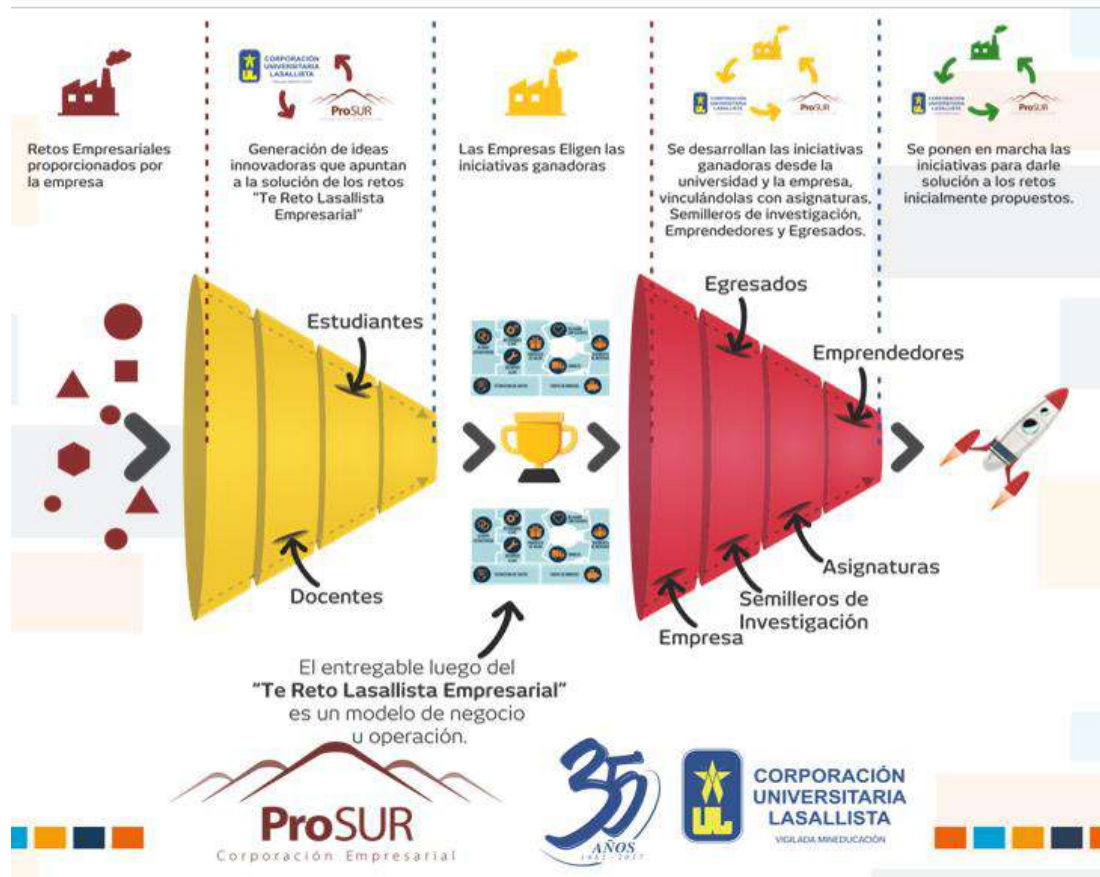 Retos Empresariales
proporcionados por
la empresa
CORPORACIÓN
UNIVERSITARIA
LASALLISTA
ProSUR
Generación de ideas
innovadoras que apuntan
a la solución de los retos
“Te Reto Lasallista
Empresarial”
Las Empresas Eligen las
iniciativas ganadoras
CORPORACIÓN
UNIVERSITARIA
LASALLISTA
ProSUR
Se desarrollan las iniciativas
ganadoras desde la
universidad y la empresa,
vinculándolas con asignaturas,
Semilleros de investigación,
Emprendedores y Egresados.
CORPORACIÓN
UNIVERSITARIA
LASALLISTA
ProSUR
Se ponen en marcha las
iniciativas para darle
solución a los retos
inicialmente propuestos.
Estudiantes
Docentes
Egresados
Emprendedores
Asignaturas
Semilleros de
Investigación
Empresa
El entregable luego del
“Te Reto Lasallista Empresarial”
es un modelo de negocio
u operación.
ProSUR
Corporación Empresarial
35
AÑOS
1982-2017
UL
CORPORACIÓN
UNIVERSITARIA
LASALLISTA
VIGILADA MINEDUCACIÓN